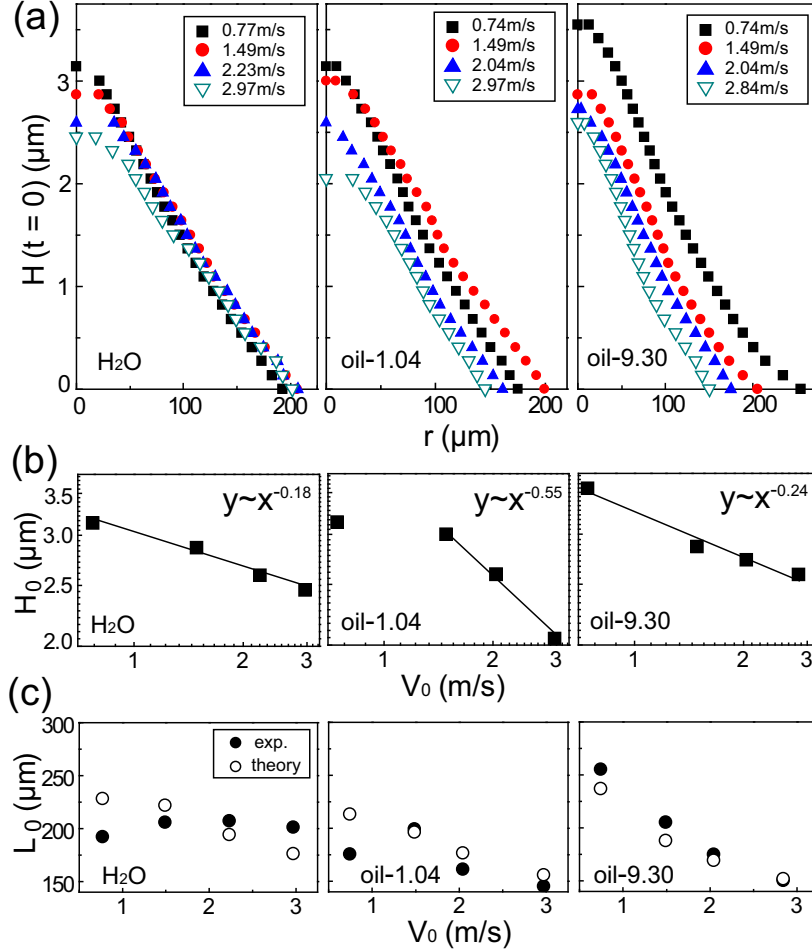 (a)
H (t = 0) (μm)
3
2
1
0
0.77m/s
1.49m/s
2.23m/s
2.97m/s
H₂O
0 100 200
0.74m/s
1.49m/s
2.04m/s
2.97m/s
oil-1.04
0 100 200
0.74m/s
1.49m/s
2.04m/s
2.84m/s
oil-9.30
0 100 200
r (μm)
(b)
H₀ (μm)
3.5
3.0
2.5
2.0
y~x⁻⁰·¹⁸
H₂O
1 2 3
y~x⁻⁰·⁵⁵
oil-1.04
1 2 3
y~x⁻⁰·²⁴
oil-9.30
1 2 3
V₀ (m/s)
(c)
L₀ (μm)
300
250
200
150
exp.
theory
H₂O
1 2 3
oil-1.04
1 2 3
oil-9.30
1 2 3
V₀ (m/s)